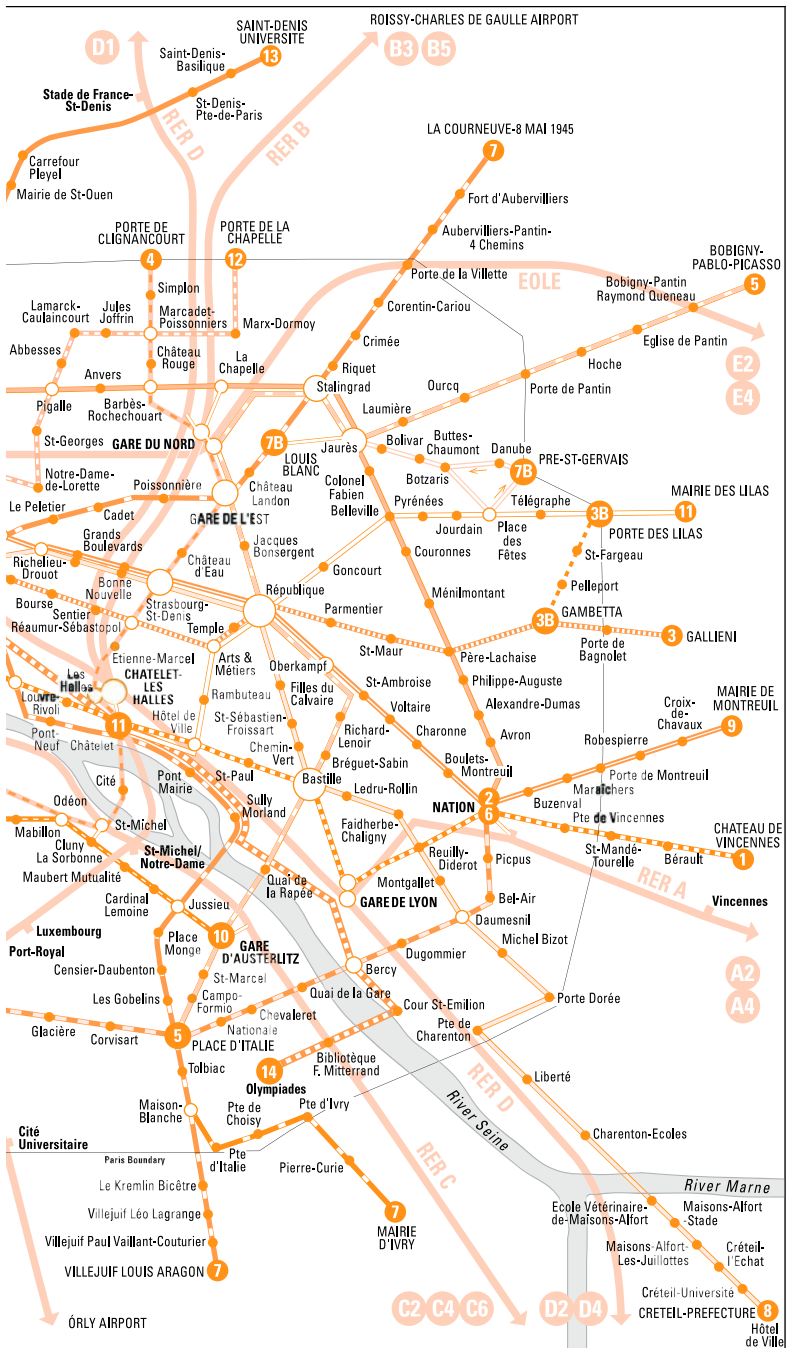 SAINT-DENIS
UNIVERSITE
13
ROISSY-CHARLES DE GAULLE AIRPORT
D1
B3 B5
Saint-Denis-
Basilique
Stade de France-
St-Denis
St-Denis-
Pte-de-Paris
RER D
RER B
LA COURNEUVE-8 MAI 1945
7
Carrefour
Pleyel
Mairie de St-Ouen
Fort d'Aubervilliers
Aubervilliers-Pantin-
4 Chemins
PORTE DE
CLIGNANCOURT
4
PORTE DE LA
CHAPELLE
12
Porte de la Villette
EOLE
BOBIGNY-
PABLO-PICASSO
5
Bobigny-Pantin
Raymond Queneau
Simplon
Lamarck-
Caulaincourt
Jules
Joffrin
Marcadet-
Poissonniers
Marx-Dormoy
Corentin-Cariou
Crimée
Eglise de Pantin
E2
E4
Abbesses
Château
Rouge
La
Chapelle
Riquet
Hoche
Anvers
Stalingrad
Ourcq
Porte de Pantin
Pigalle
Barbès-
Rochechouart
Laumière
St-Georges
GARE DU NORD
7B
LOUIS
BLANC
Jaurès
Bolivar
Buttes-
Chaumont
Danube
7B
PRE-ST-GERVAIS
Notre-Dame-
de-Lorette
Poissonnière
Château
Landon
Colonel
Fabien
Botzaris
Belleville
Pyrénées
Télégraphe
MAIRIE DES LILAS
11
Le Peletier
Cadet
GARE DE L'EST
Jourdain
Place
des
Fêtes
3B
PORTE DES LILAS
Grands
Boulevards
Jacques
Bonsergent
Couronnes
St-Fargeau
Richelieu-
Drouot
Bonne
Nouvelle
Château
d'Eau
Goncourt
Pelleport
Bourse
Sentier
Réaumur-Sébastopol
Strasbourg-
St-Denis
République
Ménilmontant
3B
GAMBETTA
Temple
Parmentier
3
GALLIENI
Porte de
Bagnolet
Etienne-Marcel
Arts &
Métiers
Oberkampf
St-Maur
Père-Lachaise
Les
Halles
CHATELET-
LES
HALLES
Rambuteau
Filles du
Calvaire
St-Ambroise
Philippe-Auguste
Louvre-
Rivoli
Voltaire
Alexandre-Dumas
Croix-
de-
Chavaux
MAIRIE DE
MONTREUIL
9
11
Hôtel de
Ville
St-Sébastien-
Froissart
Richard-
Lenoir
Charonne
Avron
Robespierre
Pont-
Neuf
Châtelet
Chemin-
Vert
Bréguet-Sabin
Boulets-
Montreuil
Porte de Montreuil
Cité
Pont
Mairie
St-Paul
Bastille
Ledru-Rollin
NATION
2
6
Maraîchers
Buzenval
Odéon
Sully
Morland
Pte de Vincennes
CHATEAU DE
VINCENNES
1
Mabillon
St-Michel
Faidherbe-
Chaligny
St-Mandé-
Tourelle
Bérault
Cluny
La Sorbonne
St-Michel/
Notre-Dame
Reuilly-
Diderot
Picpus
Maubert Mutualité
Quai de
la Rapée
Montgallet
RER A
Cardinal
Lemoine
Jussieu
GARE DE LYON
Bel-Air
Vincennes
Luxembourg
10
Daumesnil
Port-Royal
Place
Monge
GARE
D'AUSTERLITZ
Michel Bizot
Dugommier
A2
A4
Censier-Daubenton
St-Marcel
Bercy
Les Gobelins
Campo-
Formio
Quai de la Gare
Cour St-Emilion
Porte Dorée
Glacière
Chevaleret
Nationale
Corvisart
5
PLACE D'ITALIE
Pte de
Charenton
Tolbiac
14
Olympiades
Bibliotèque
F. Mitterrand
RER D
Liberté
Maison-
Blanche
Pte de
Choisy
Pte d'Ivry
River Seine
Cité
Universitaire
Charenton-Ecoles
Paris Boundary
Pte
d'Italie
Pierre-Curie
RER C
Le Kremlin Bicêtre
River Marne
Villejuif Léo Lagrange
7
MAIRIE
D'IVRY
Ecole Vétérinaire-
de-Maisons-Alfort
Maisons-Alfort
-Stade
Villejuif Paul Vaillant-Couturier
Maisons-Alfort-
Les-Juillottes
Créteil-
l'Echat
VILLEJUIF LOUIS ARAGON
7
Créteil-Université
ÓRLY AIRPORT
C2 C4 C6
D2 D4
CRETEIL-PREFECTURE
8
Hôtel
de Ville